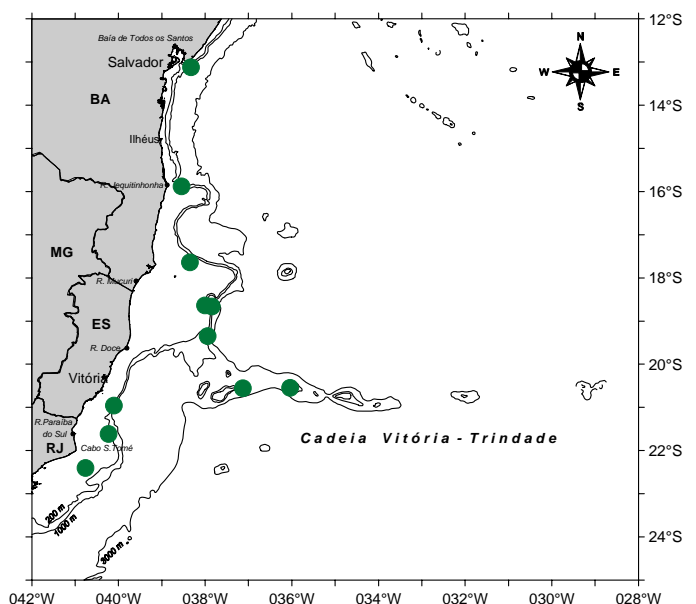 12°S
Baía de Todos os Santos
Salvador
N
W E
S
BA
14°S
Ilhéus
R. Jequitinhonha
16°S
MG
18°S
R. Mucuri
ES
R. Doce
20°S
Vitória
R.Paraíba
do Sul
Cadeia Vitória - Trindade
RJ
Cabo S.Tomé
22°S
200 m
1000 m
3000 m
24°S
042°W 040°W 038°W 036°W 034°W 032°W 030°W 028°W